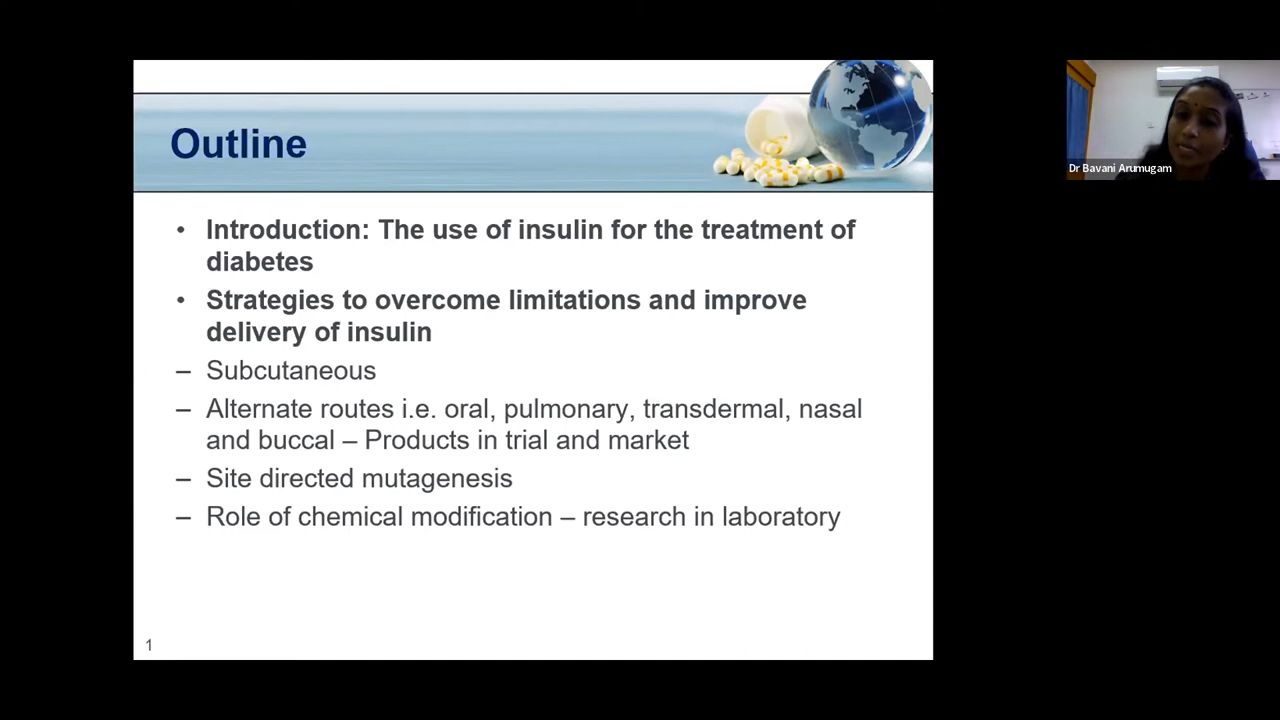 Outline
• Introduction: The use of insulin for the treatment of
diabetes
• Strategies to overcome limitations and improve
delivery of insulin
– Subcutaneous
– Alternate routes i.e. oral, pulmonary, transdermal, nasal
and buccal – Products in trial and market
– Site directed mutagenesis
– Role of chemical modification – research in laboratory
1
Dr Bavani Arumugam